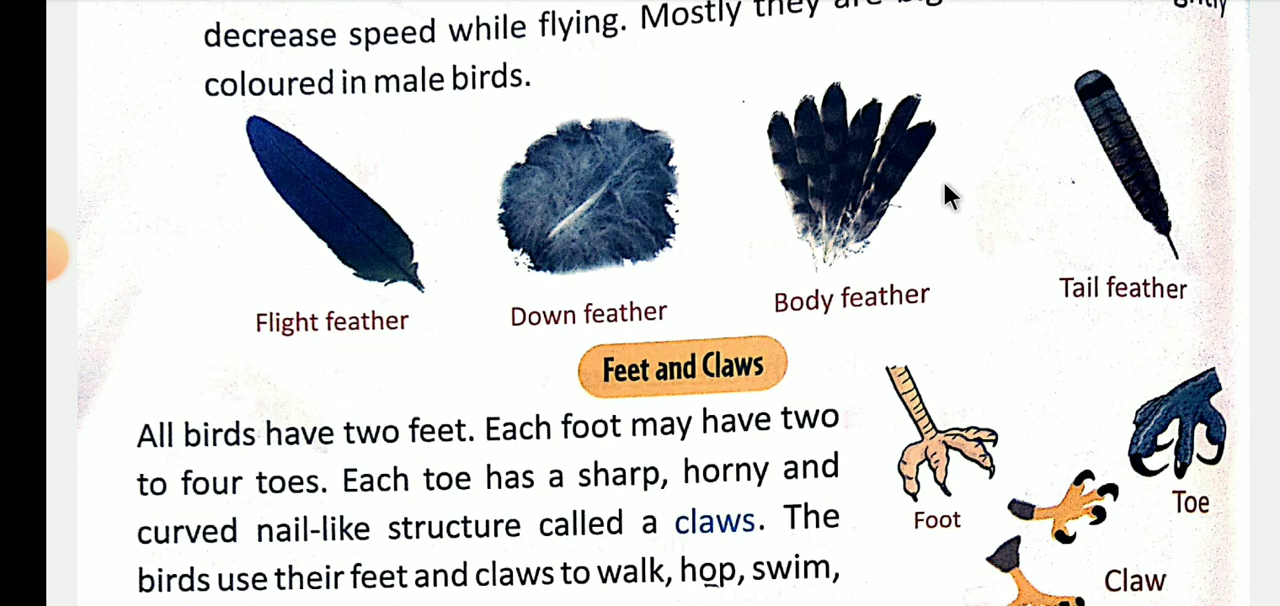 decrease speed while flying. Mostly they are
coloured in male birds.
Flight feather
Down feather
Body feather
Tail feather
Feet and Claws
All birds have two feet. Each foot may have two
to four toes. Each toe has a sharp, horny and
curved nail-like structure called a claws. The
birds use their feet and claws to walk, hop, swim,
Foot
Toe
Claw